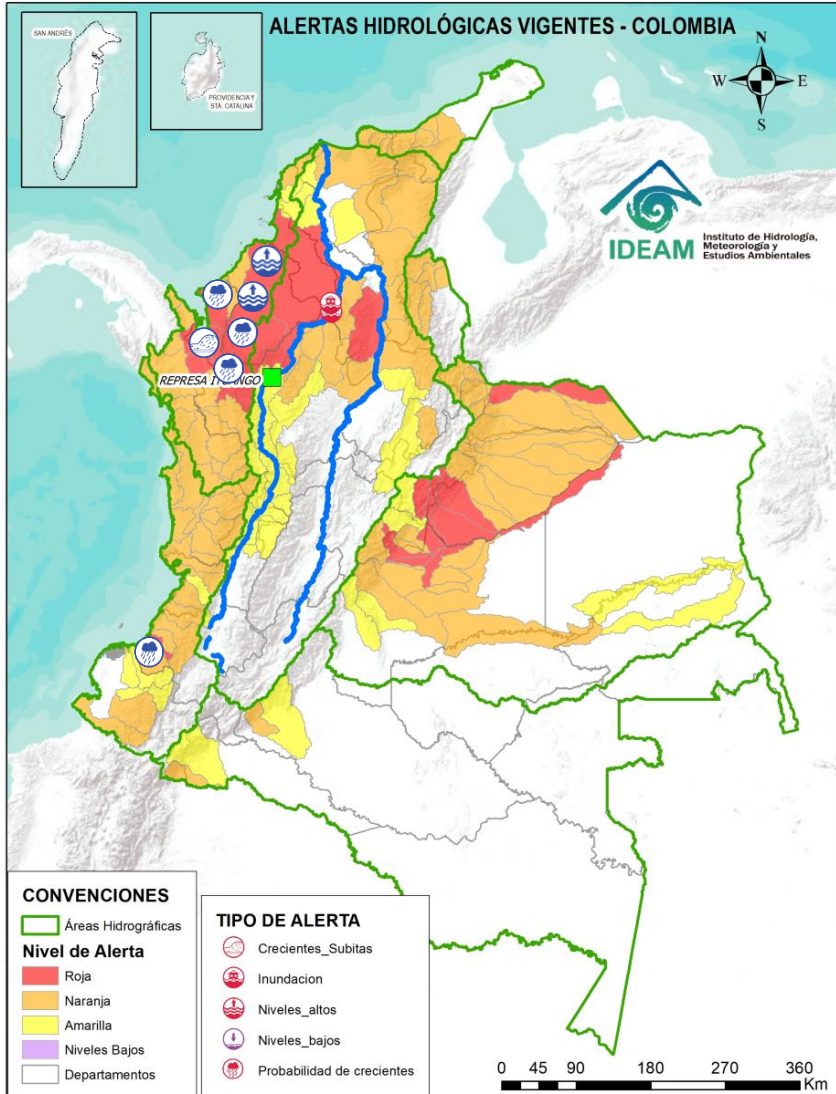 ALERTAS HIDROLÓGICAS VIGENTES - COLOMBIA
SAN ANDRÉS
PROVIDENCIA Y
STA. CATALINA
N
W
E
S
IDEAM
Instituto de Hidrología,
Meteorología y
Estudios Ambientales
REPRESA ITUANGO
CONVENCIONES
Áreas Hidrográficas
Nivel de Alerta
Roja
Naranja
Amarilla
Niveles Bajos
Departamentos
TIPO DE ALERTA
Crecientes_Subitas
Inundacion
Niveles_altos
Niveles_bajos
Probabilidad de crecientes
0 45 90 180 270 360
Km